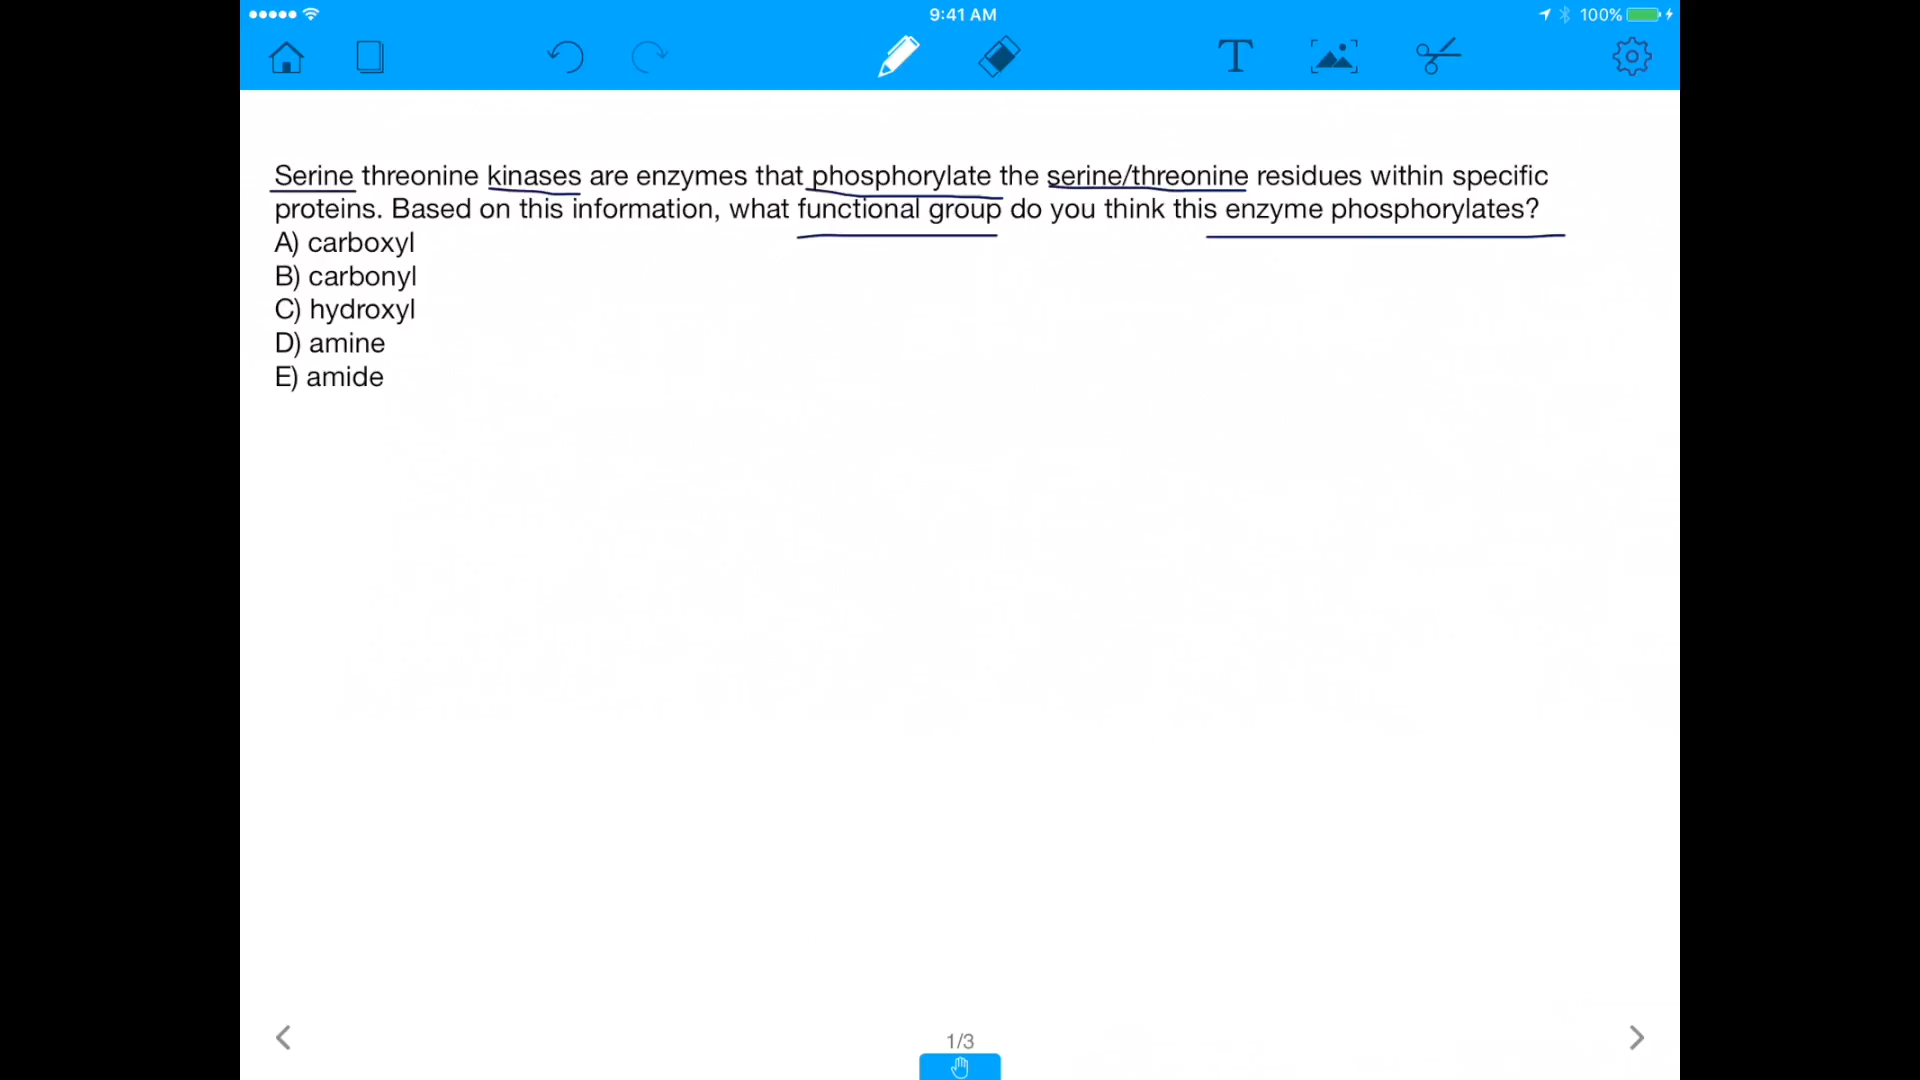 9:41 AM
100%
T
Serine threonine kinases are enzymes that phosphorylate the serine/threonine residues within specific
proteins. Based on this information, what functional group do you think this enzyme phosphorylates?
A) carboxyl
B) carbonyl
C) hydroxyl
D) amine
E) amide
1/3